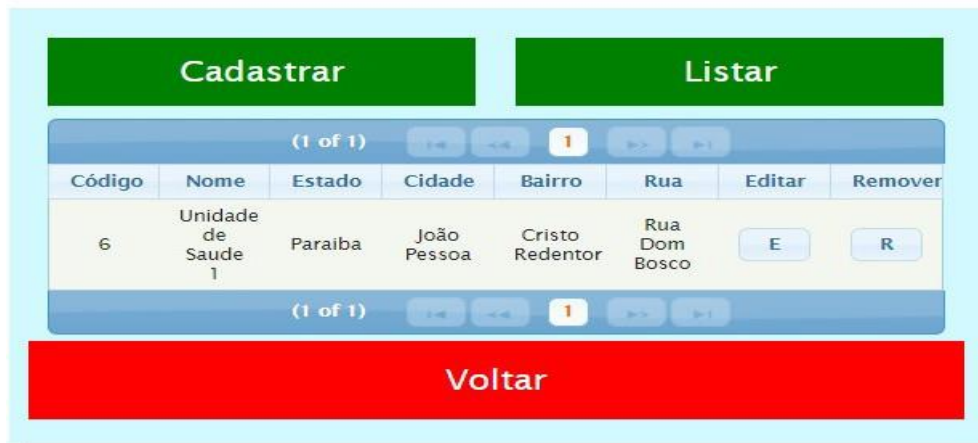 Cadastrar Listar
(1 of 1) 1
Código Nome Estado Cidade Bairro Rua Editar Remover
6 Unidade de Saude 1 Paraiba João Pessoa Cristo Redentor Rua Dom Bosco E R
(1 of 1) 1
Voltar